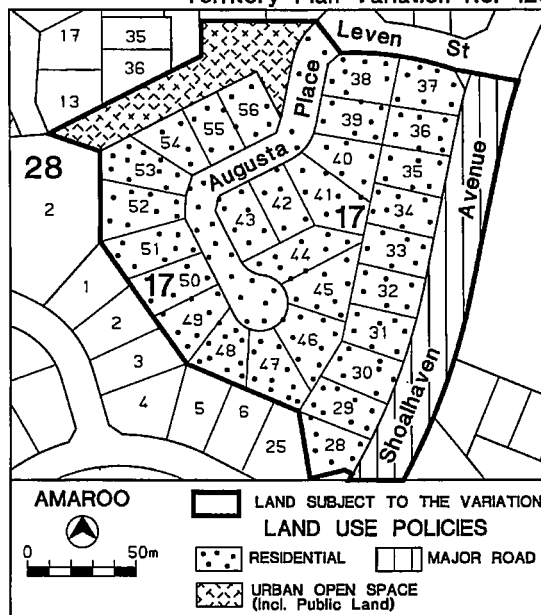 Territory Plan Variation No. 12
Leven St
17 35
36
13
28
2
38 37
39 36
40 35
41 17 34
33
32
31
30
29
28
56
55
54
53
52
51
17 50
49
48 47 46
45
44
43 42
Augusta Place
Shoalhaven Avenue
1
2
3
4 5 6 25
AMAROO
0 50m
LAND SUBJECT TO THE VARIATION
LAND USE POLICIES
RESIDENTIAL MAJOR ROAD
URBAN OPEN SPACE
(Incl. Public Land)